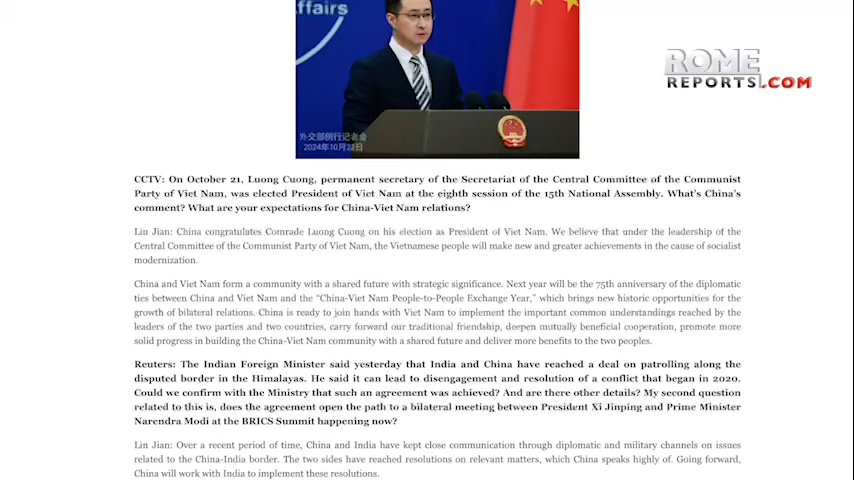 ffairs
ROME
REPORTS.COM
外交部例行记者会
2024年10月22日
CCTV: On October 21, Luong Cuong, permanent secretary of the Secretariat of the Central Committee of the Communist
Party of Viet Nam, was elected President of Viet Nam at the eighth session of the 15th National Assembly. What's China's
comment? What are your expectations for China-Viet Nam relations?
Lin Jian: China congratulates Comrade Luong Cuong on his election as President of Viet Nam. We believe that under the leadership of the
Central Committee of the Communist Party of Viet Nam, the Vietnamese people will make new and greater achievements in the cause of socialist
modernization.
China and Viet Nam form a community with a shared future with strategic significance. Next year will be the 75th anniversary of the diplomatic
ties between China and Viet Nam and the “China-Viet Nam People-to-People Exchange Year,” which brings new historic opportunities for the
growth of bilateral relations. China is ready to join hands with Viet Nam to implement the important common understandings reached by the
leaders of the two parties and two countries, carry forward our traditional friendship, deepen mutually beneficial cooperation, promote more
solid progress in building the China-Viet Nam community with a shared future and deliver more benefits to the two peoples.
Reuters: The Indian Foreign Minister said yesterday that India and China have reached a deal on patrolling along the
disputed border in the Himalayas. He said it can lead to disengagement and resolution of a conflict that began in 2020.
Could we confirm with the Ministry that such an agreement was achieved? And are there other details? My second question
related to this is, does the agreement open the path to a bilateral meeting between President Xi Jinping and Prime Minister
Narendra Modi at the BRICS Summit happening now?
Lin Jian: Over a recent period of time, China and India have kept close communication through diplomatic and military channels on issues
related to the China-India border. The two sides have reached resolutions on relevant matters, which China speaks highly of. Going forward,
China will work with India to implement these resolutions.